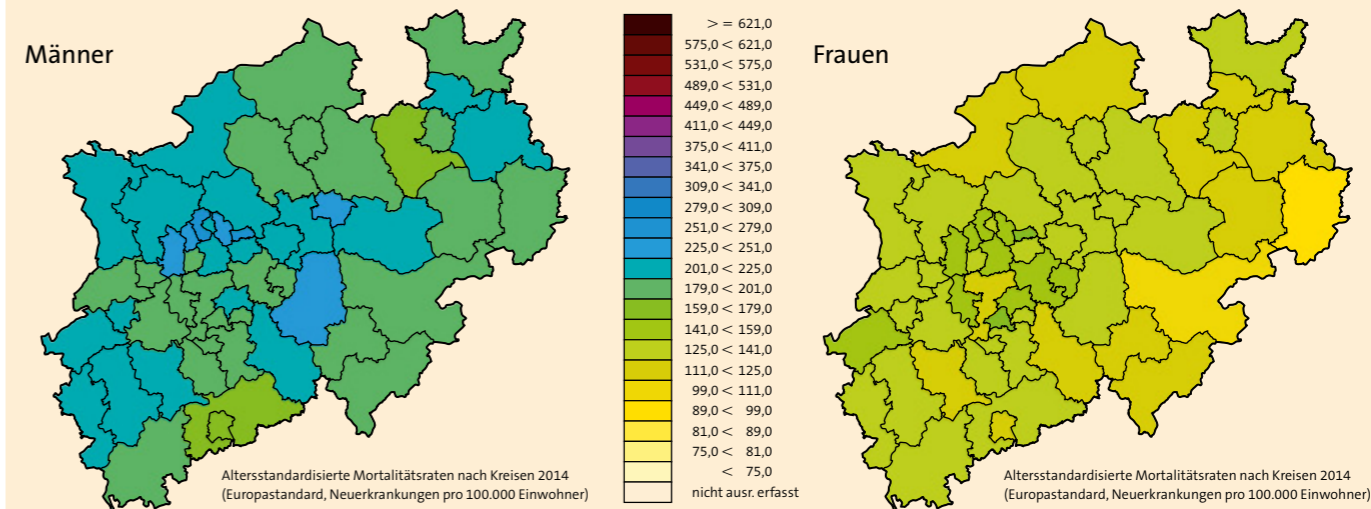 Männer
> = 621,0
575,0 < 621,0
531,0 < 575,0
489,0 < 531,0
449,0 < 489,0
411,0 < 449,0
375,0 < 411,0
341,0 < 375,0
309,0 < 341,0
279,0 < 309,0
251,0 < 279,0
225,0 < 251,0
201,0 < 225,0
179,0 < 201,0
159,0 < 179,0
141,0 < 159,0
125,0 < 141,0
111,0 < 125,0
99,0 < 111,0
89,0 < 99,0
81,0 < 89,0
75,0 < 81,0
< 75,0
nicht ausr. erfasst
Altersstandardisierte Mortalitätsraten nach Kreisen 2014
(Europastandard, Neuerkrankungen pro 100.000 Einwohner)
Frauen
Altersstandardisierte Mortalitätsraten nach Kreisen 2014
(Europastandard, Neuerkrankungen pro 100.000 Einwohner)